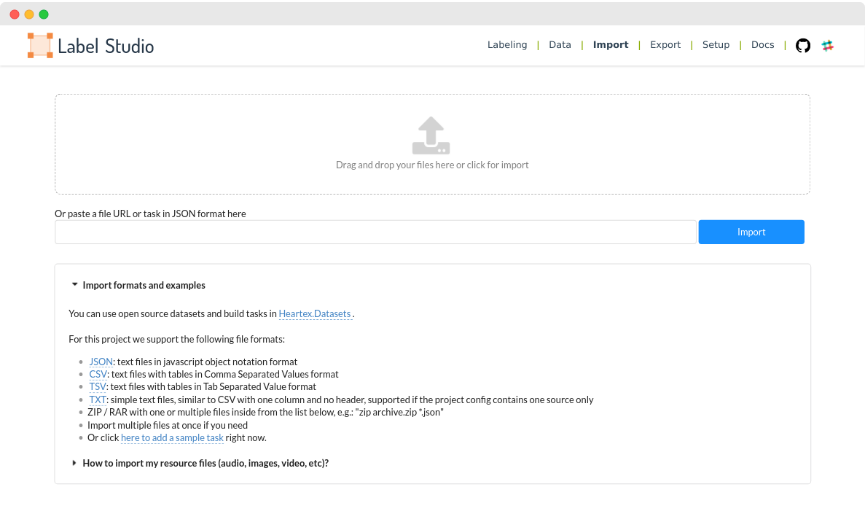 Label Studio
Labeling | Data | Import | Export | Setup | Docs |
Drag and drop your files here or click for import
Or paste a file URL or task in JSON format here
Import
Import formats and examples
You can use open source datasets and build tasks in Heartex.Datasets .
For this project we support the following file formats:
JSON: text files in javascript object notation format
CSV: text files with tables in Comma Separated Values format
TSV: text files with tables in Tab Separated Value format
TXT: simple text files, similar to CSV with one column and no header, supported if the project config contains one source only
ZIP / RAR with one or multiple files inside from the list below, e.g.: "zip archive.zip *.json"
Import multiple files at once if you need
Or click here to add a sample task right now.
How to import my resource files (audio, images, video, etc)?